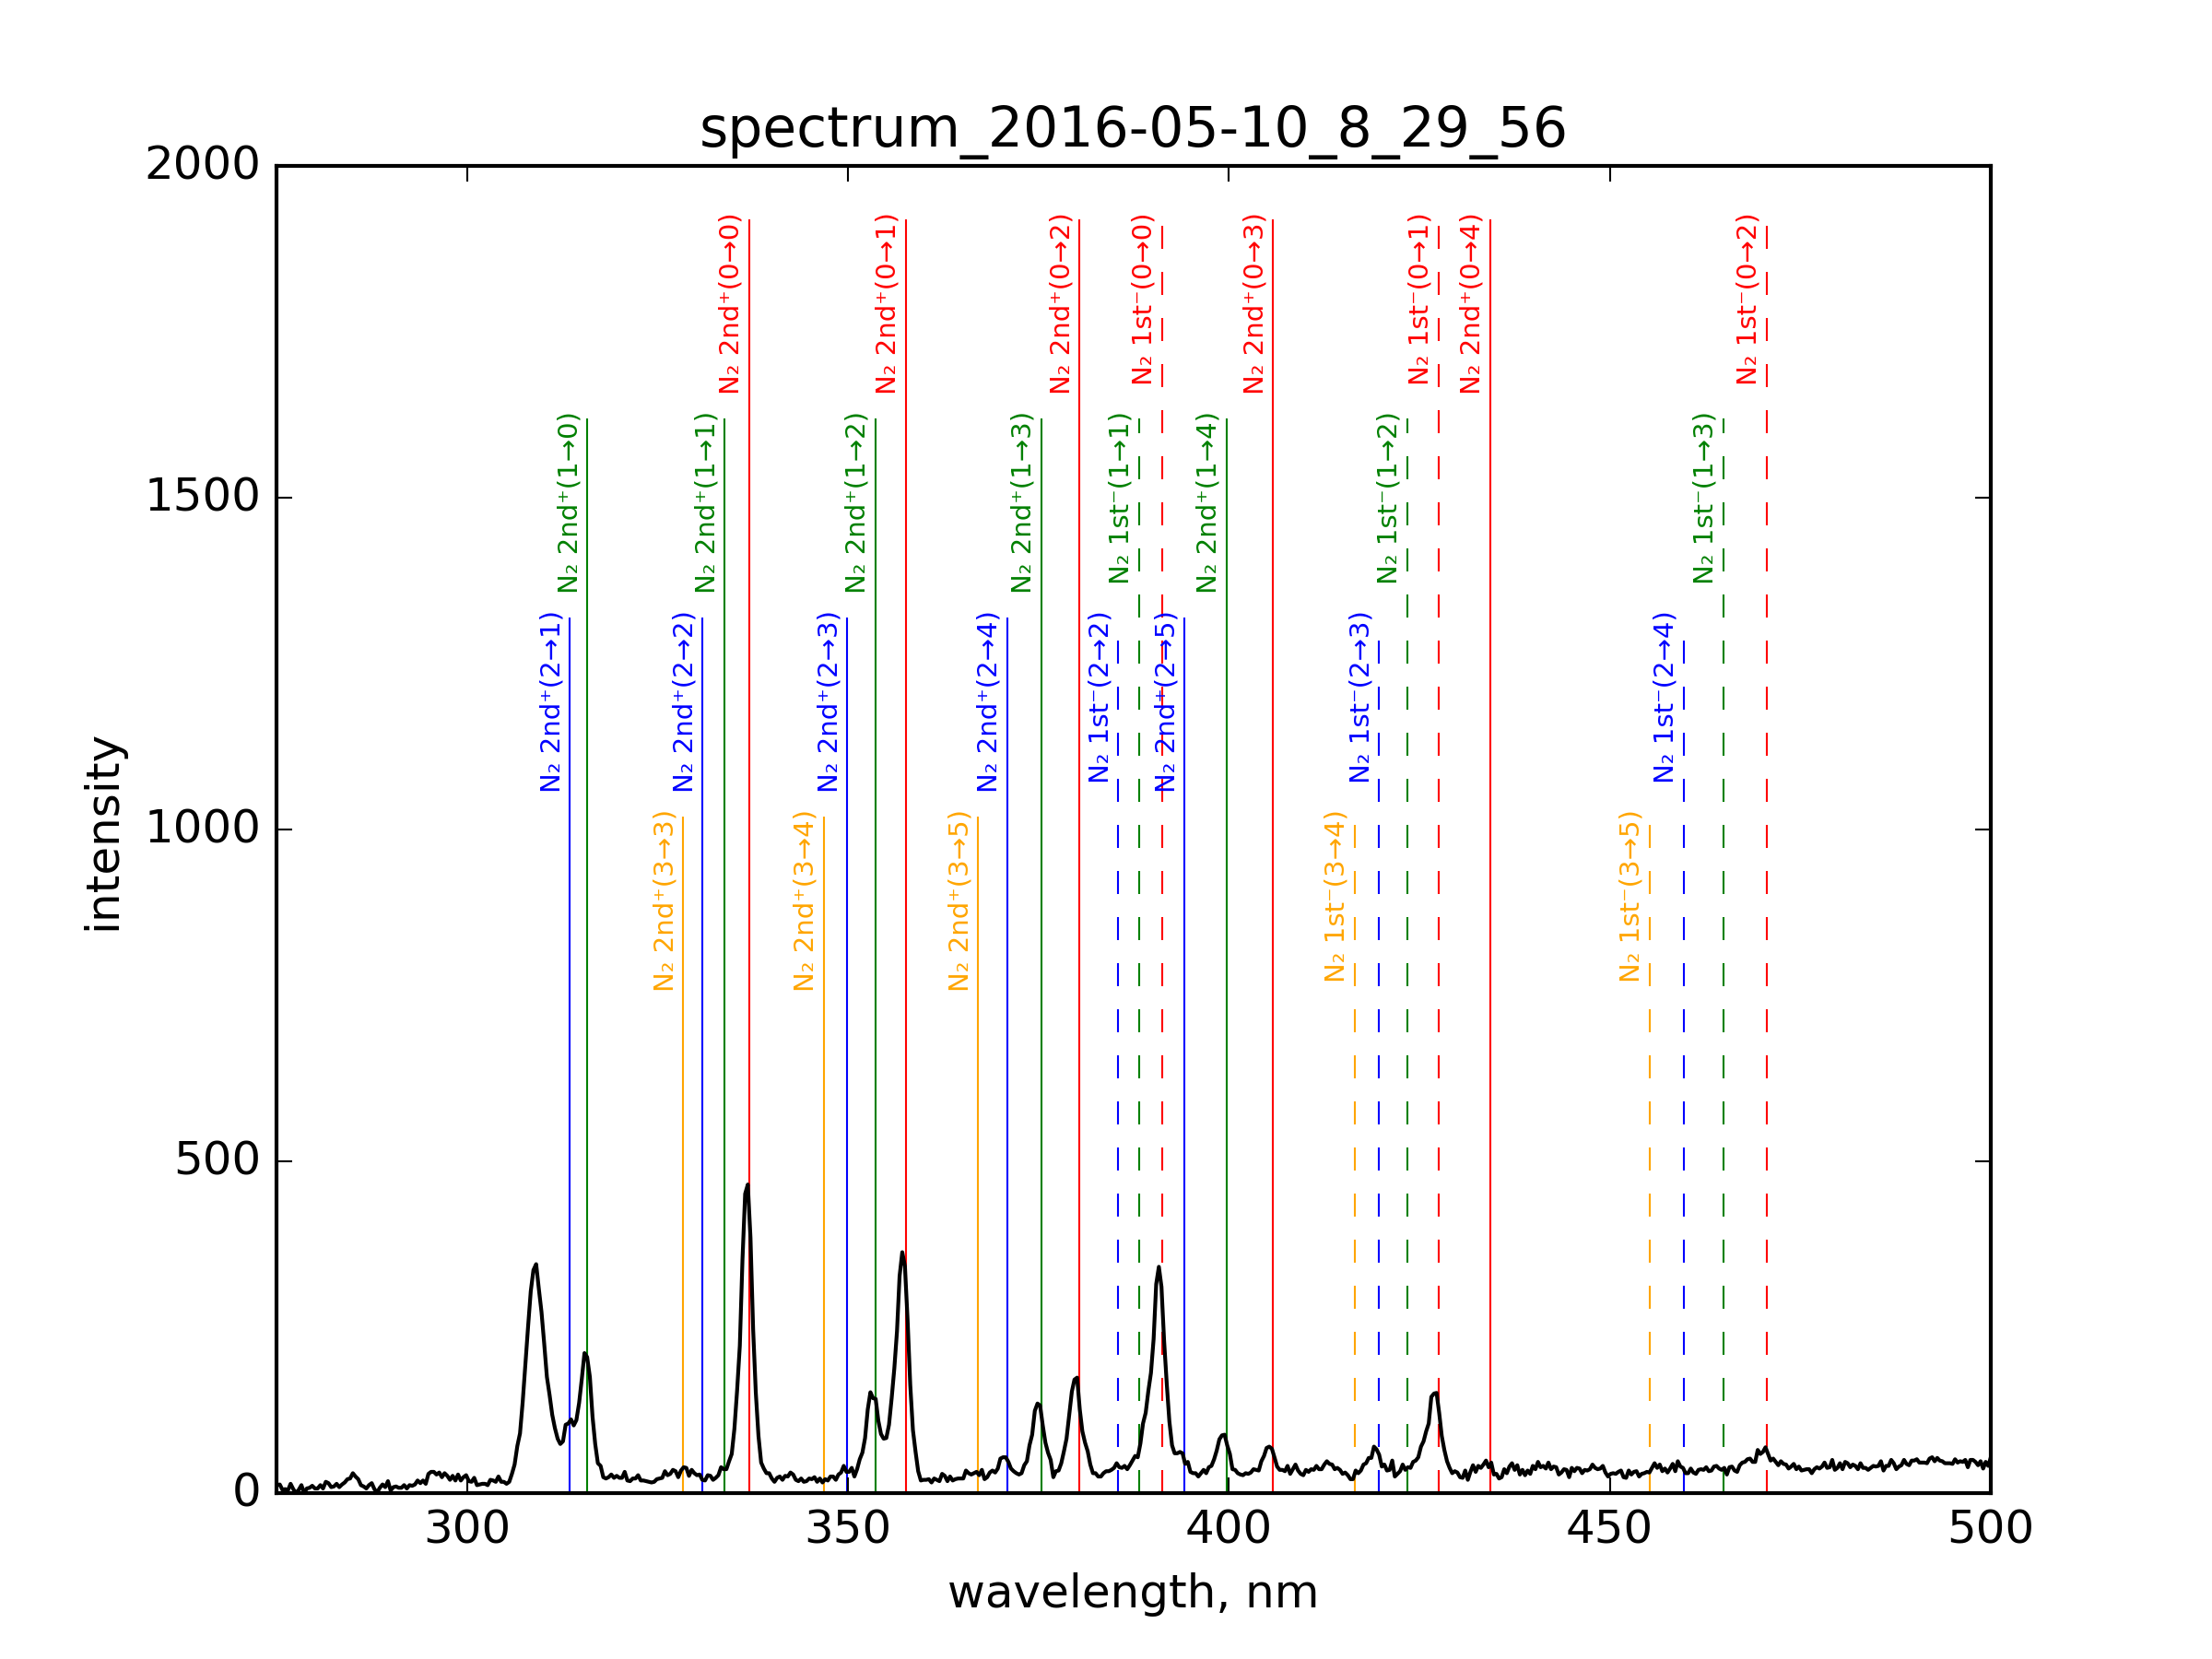 spectrum_2016-05-10_8_29_56
2000
1500
1000
500
0
intensity
N₂ 2nd⁺(0→0)
N₂ 2nd⁺(0→1)
N₂ 2nd⁺(0→2)
N₂ 1st⁻(0→0)
N₂ 2nd⁺(0→3)
N₂ 1st⁻(0→1)
N₂ 2nd⁺(0→4)
N₂ 1st⁻(0→2)
N₂ 2nd⁺(1→0)
N₂ 2nd⁺(1→1)
N₂ 2nd⁺(1→2)
N₂ 2nd⁺(1→3)
N₂ 1st⁻(1→1)
N₂ 2nd⁺(1→4)
N₂ 1st⁻(1→2)
N₂ 1st⁻(1→3)
N₂ 2nd⁺(2→1)
N₂ 2nd⁺(2→2)
N₂ 2nd⁺(2→3)
N₂ 2nd⁺(2→4)
N₂ 1st⁻(2→2)
N₂ 2nd⁺(2→5)
N₂ 1st⁻(2→3)
N₂ 1st⁻(2→4)
N₂ 2nd⁺(3→3)
N₂ 2nd⁺(3→4)
N₂ 2nd⁺(3→5)
N₂ 1st⁻(3→4)
N₂ 1st⁻(3→5)
300
350
400
450
500
wavelength, nm